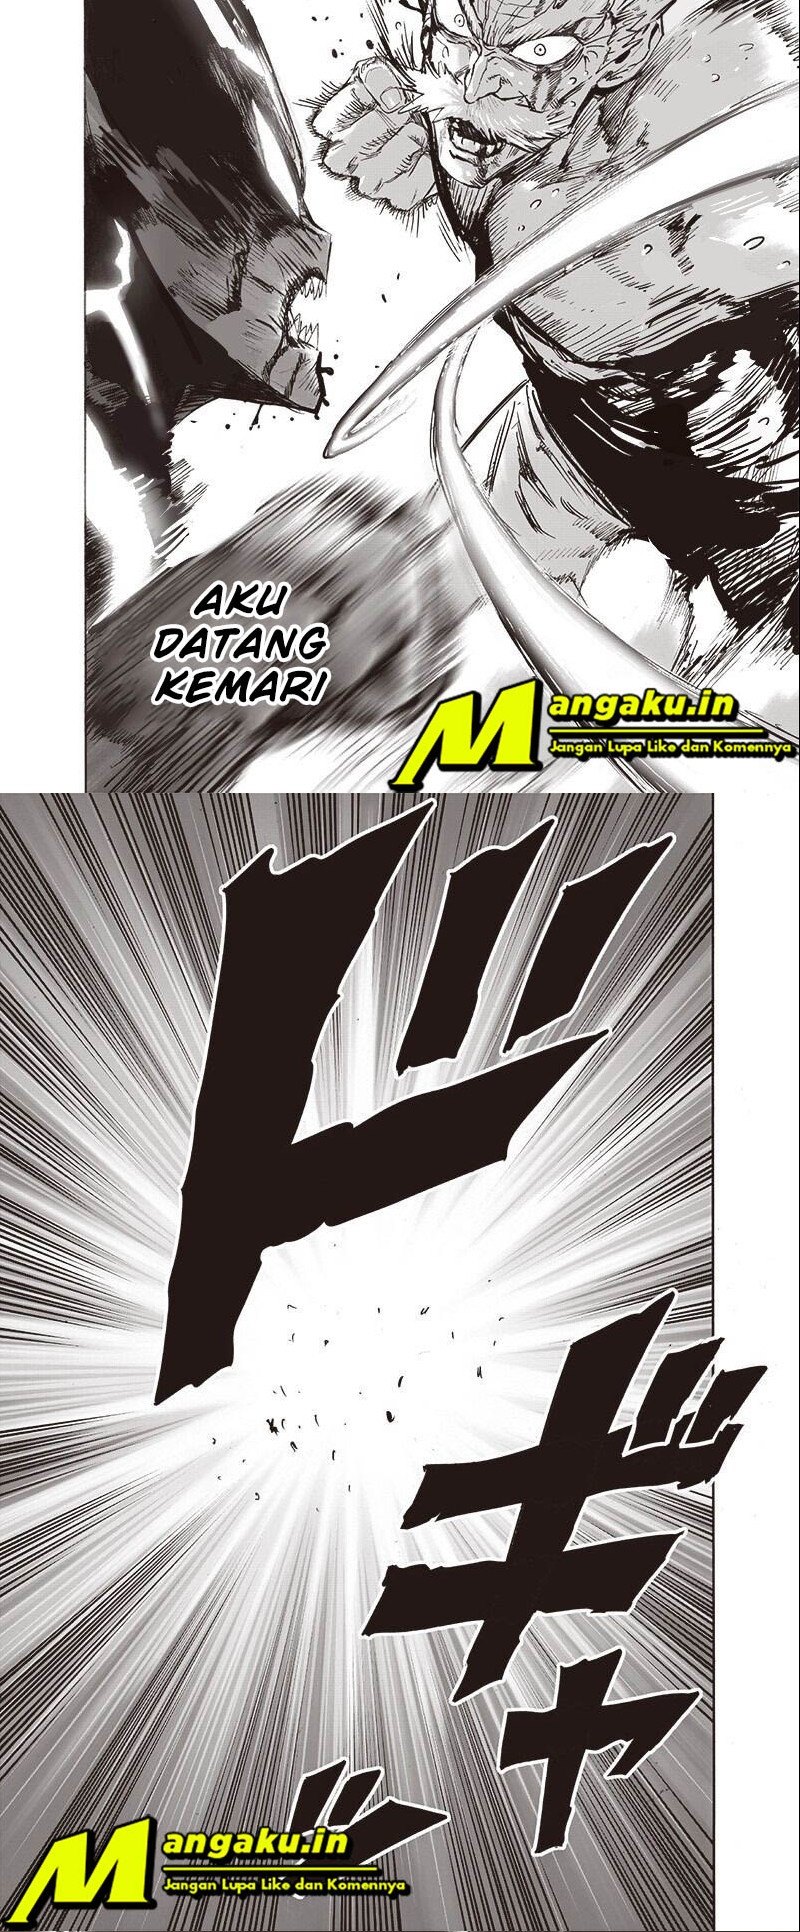 AKU
DATANG
KEMARI
Mangaku.in
Jangan Lupa Like dan Komennya
ド
ギ
ャ
Mangaku.in
Jangan Lupa Like dan Komennya